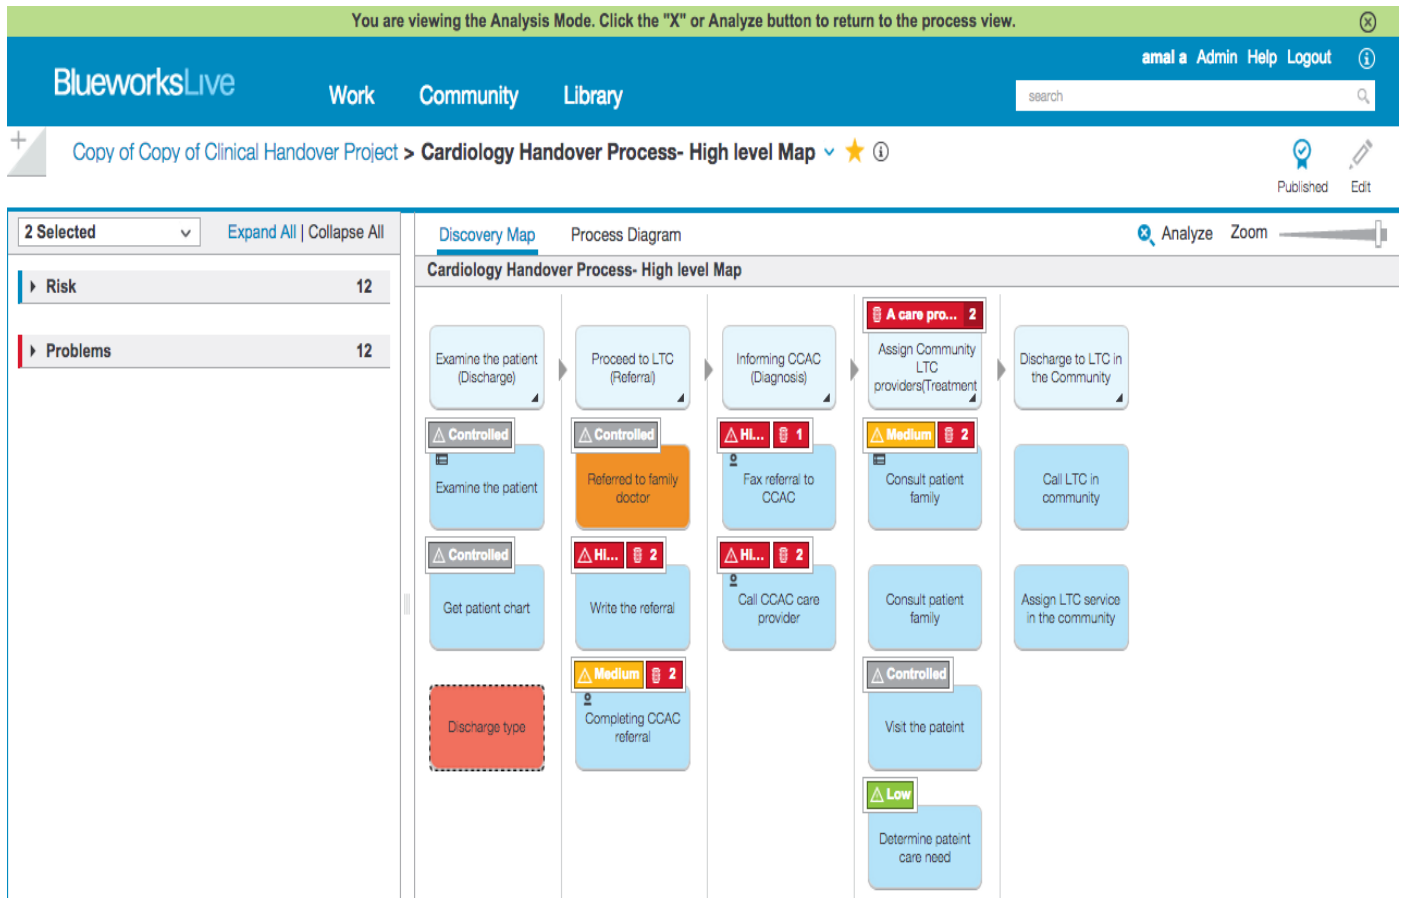 You are viewing the Analysis Mode. Click the "X" or Analyze button to return to the process view.
amal a Admin Help Logout
BlueworksLive
Work Community Library
search
Copy of Copy of Clinical Handover Project > Cardiology Handover Process- High level Map
Published Edit
2 Selected
Expand All | Collapse All
Risk 12
Problems 12
Discovery Map Process Diagram
Analyze Zoom
Cardiology Handover Process- High level Map
Examine the patient
(Discharge)
Controlled
Examine the patient
Controlled
Get patient chart
Discharge type
Proceed to LTC
(Referral)
Controlled
Referred to family
doctor
HI... 2
Write the referral
Medium 2
Completing CCAC
referral
Informing CCAC
(Diagnosis)
HI... 1
Fax referral to
CCAC
HI... 2
Call CCAC care
provider
A care pro... 2
Assign Community
LTC
providers(Treatment
Medium 2
Consult patient
family
Consult patient
family
Controlled
Visit the pateint
Low
Determine pateint
care need
Discharge to LTC in
the Community
Call LTC in
community
Assign LTC service
in the community